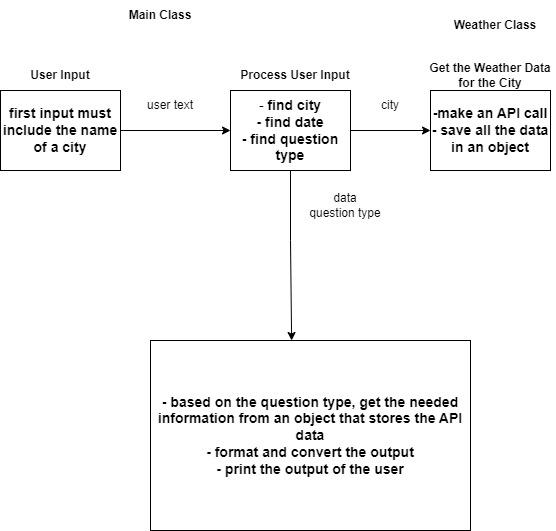 Main Class
Weather Class
User Input
Process User Input
Get the Weather Data
for the City
first input must
include the name
of a city
user text
- find city
- find date
- find question
type
city
-make an API call
- save all the data
in an object
data
question type
- based on the question type, get the needed
information from an object that stores the API
data
- format and convert the output
- print the output of the user